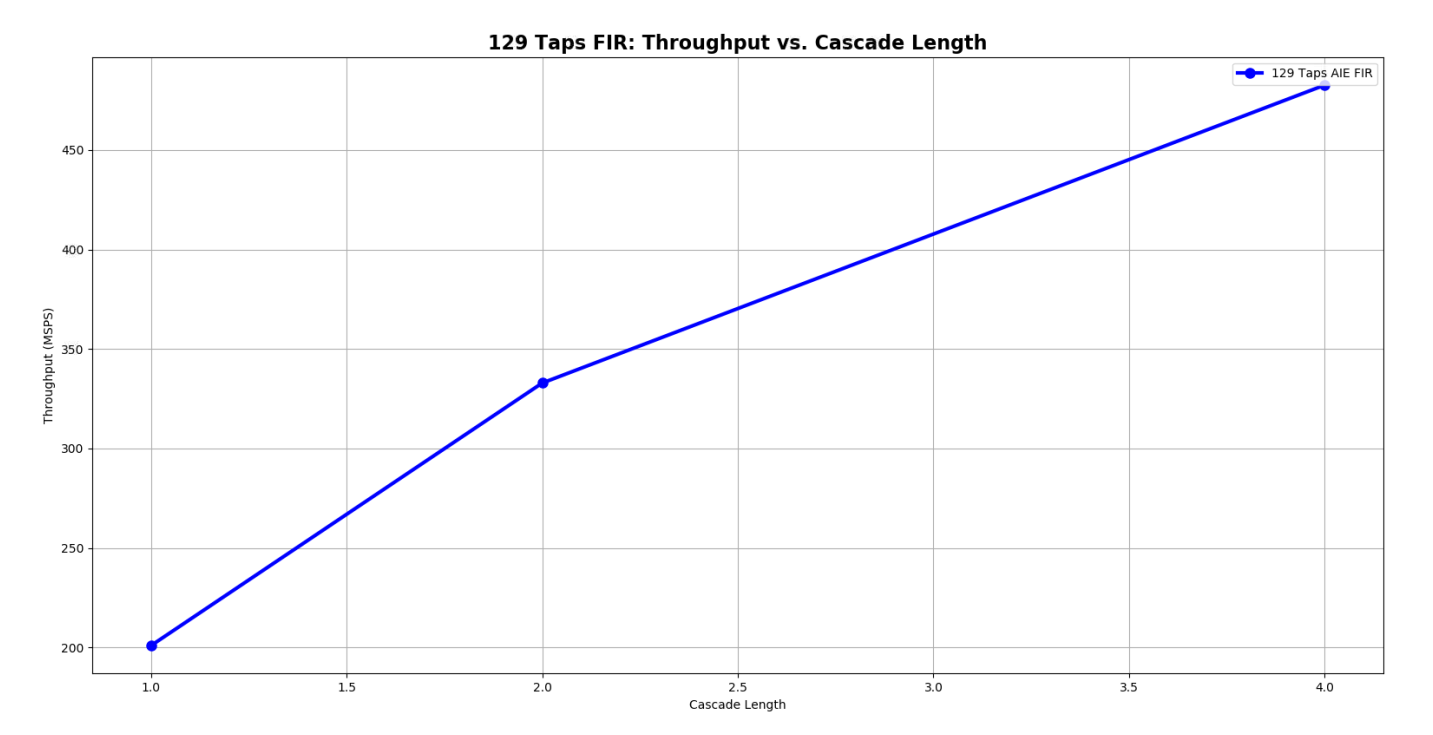 129 Taps FIR: Throughput vs. Cascade Length
129 Taps AIE FIR
Throughput (MSPS)
450
400
350
300
250
200
1.0 1.5 2.0 2.5 3.0 3.5 4.0
Cascade Length